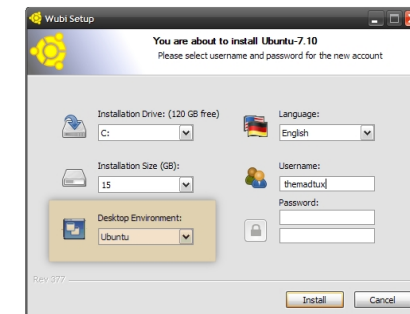 Wubi Setup
You are about to install Ubuntu-7.10
Please select username and password for the new account
Installation Drive: (120 GB free)
C:
Language:
English
Installation Size (GB):
15
Username:
themadtux
Password:
Desktop Environment:
Ubuntu
Rev 377
Install
Cancel